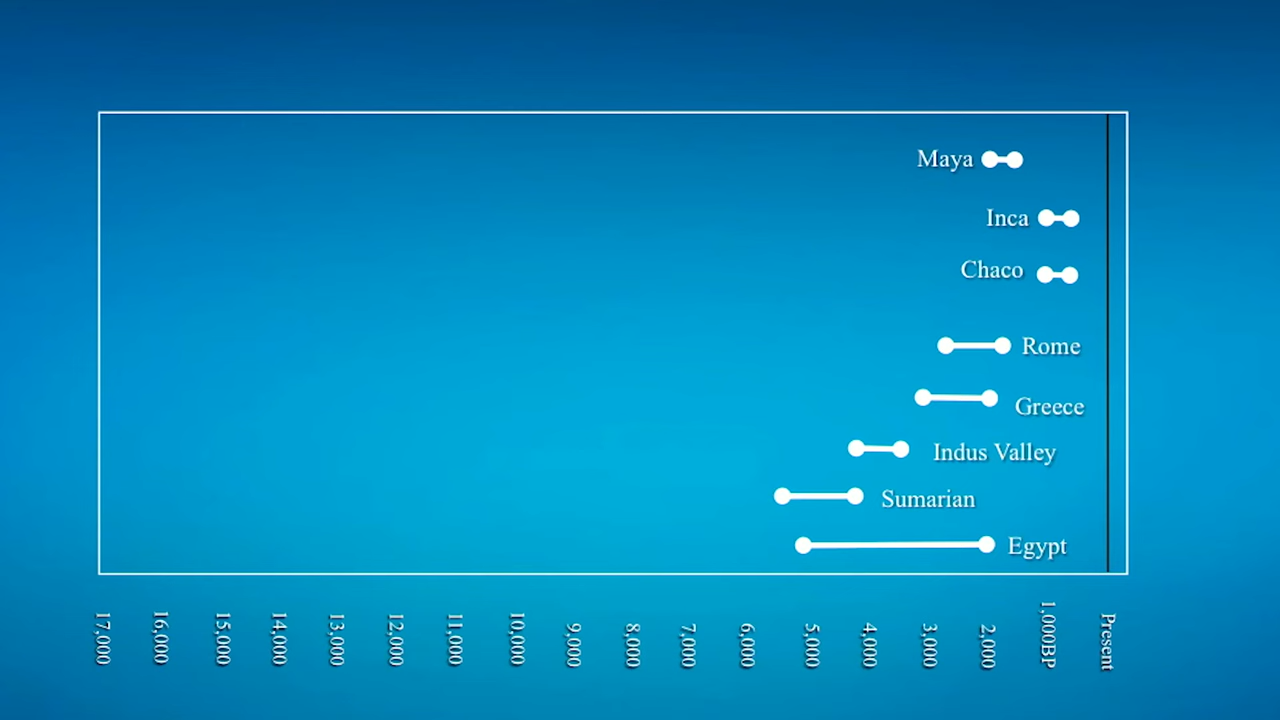 Maya
Inca
Chaco
Rome
Greece
Indus Valley
Sumarian
Egypt
17,000
16,000
15,000
14,000
13,000
12,000
11,000
10,000
9,000
8,000
7,000
6,000
5,000
4,000
3,000
2,000
1,000BP
Present